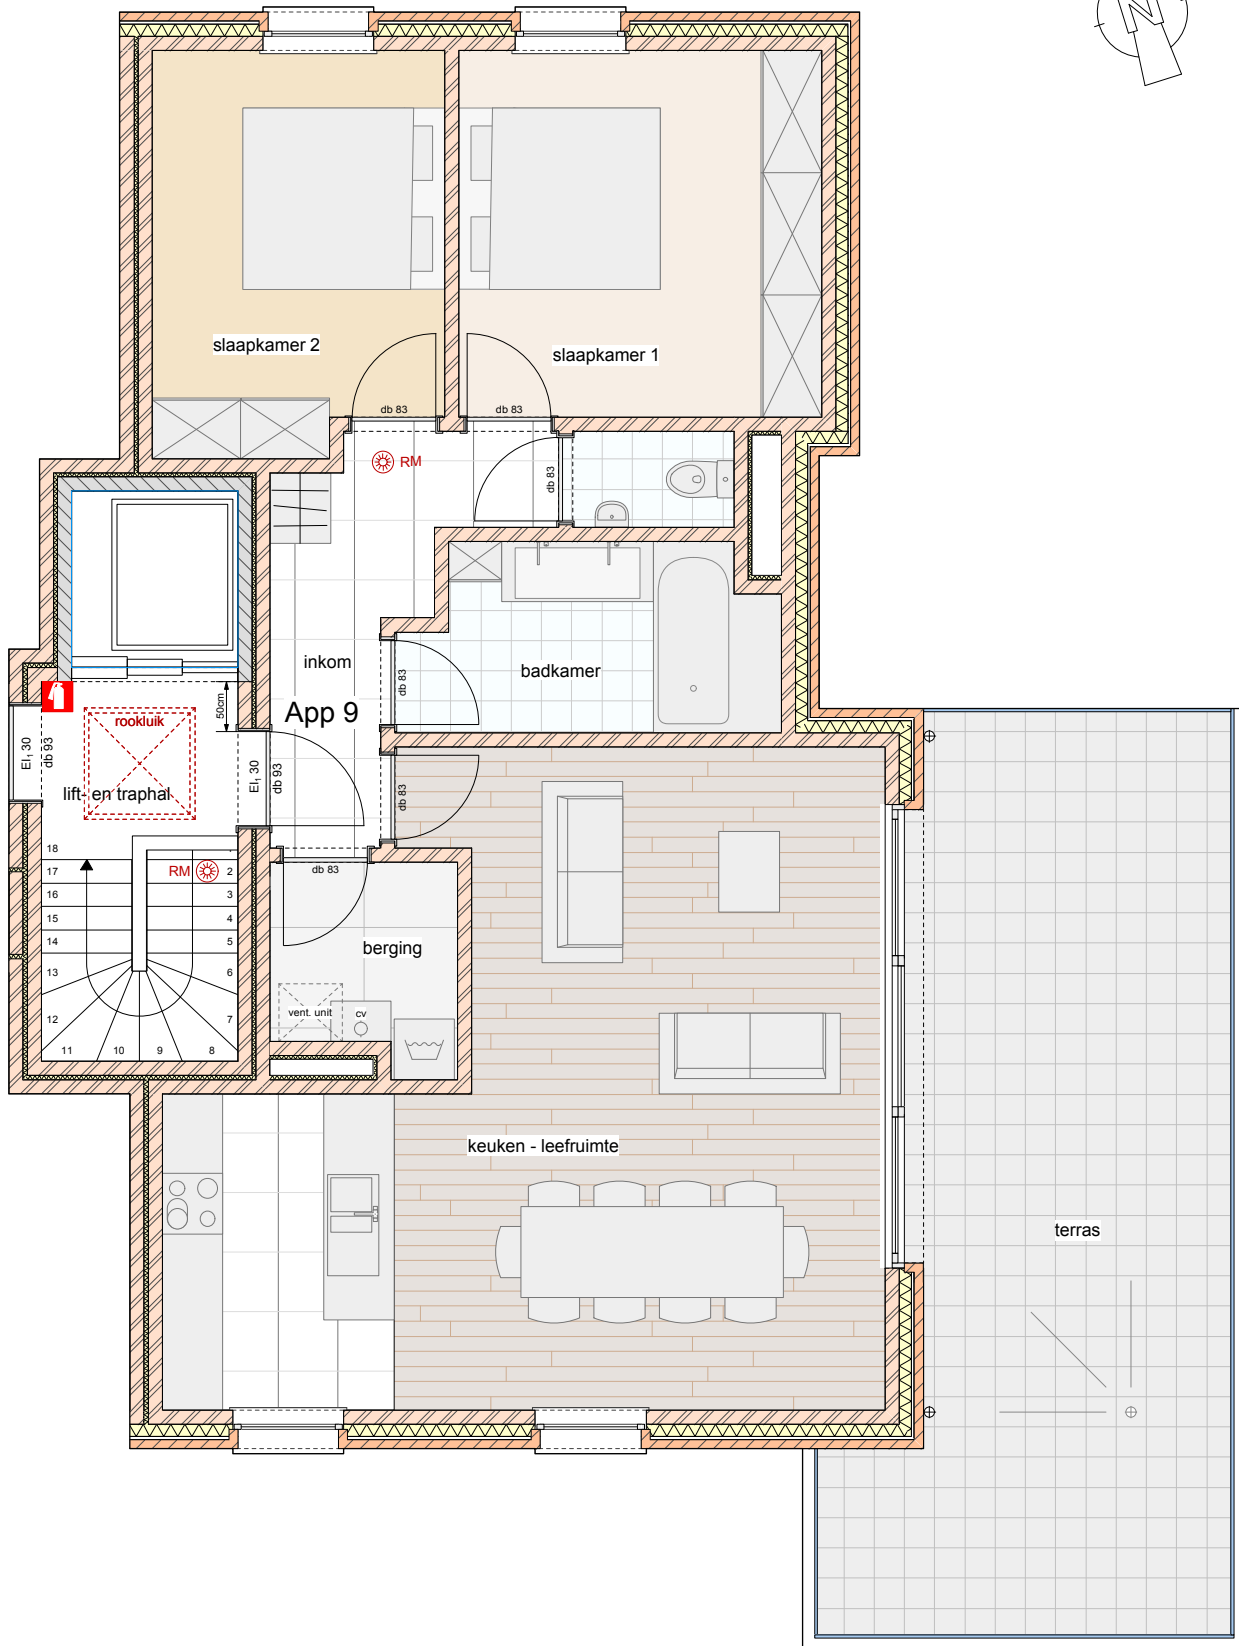 N
slaapkamer 2
slaapkamer 1
db 83
db 83
RM
db 83
inkom
badkamer
db 83
50cm
App 9
rookluik
EI₁ 30
db 93
EI₁ 30
db 93
lift- en traphal
db 83
db 83
RM
18
17
16
15
14
13
12
11
10
9
8
7
6
5
4
3
2
berging
vent. unit
cv
keuken - leefruimte
terras